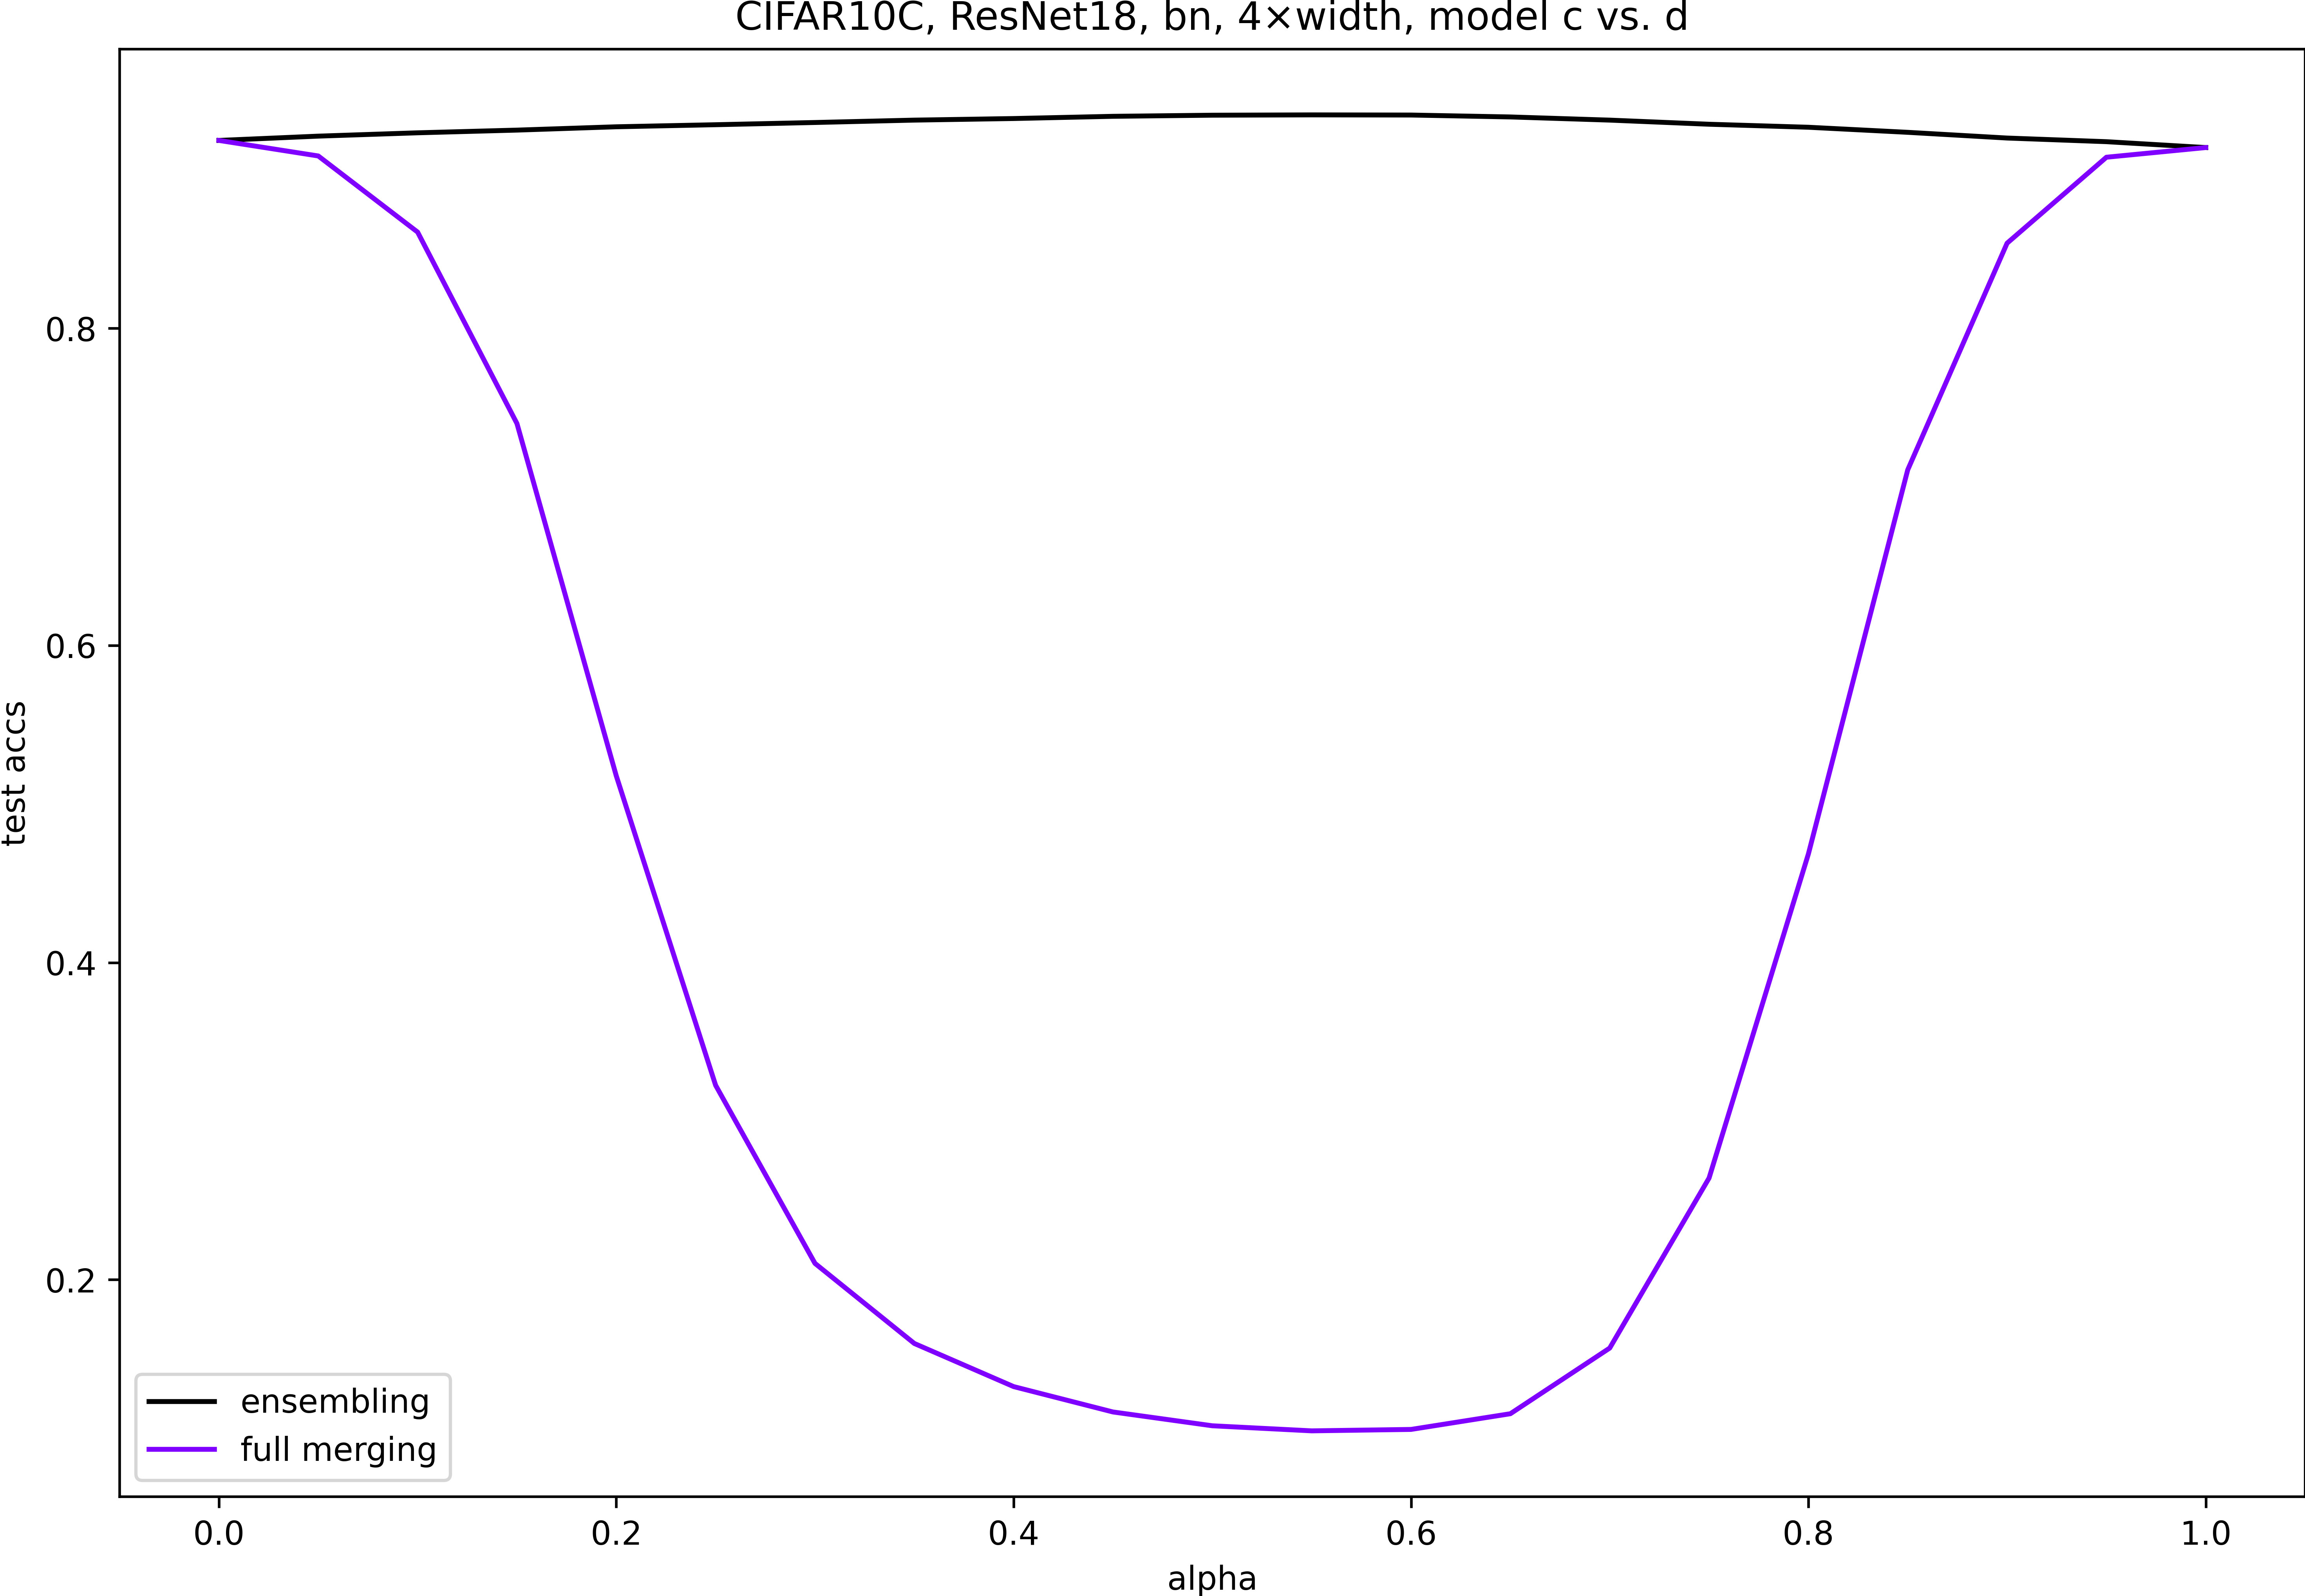 CIFAR10C, ResNet18, bn, 4×width, model c vs. d
test accs
0.8
0.6
0.4
0.2
ensembling
full merging
0.0 0.2 0.4 0.6 0.8 1.0
alpha